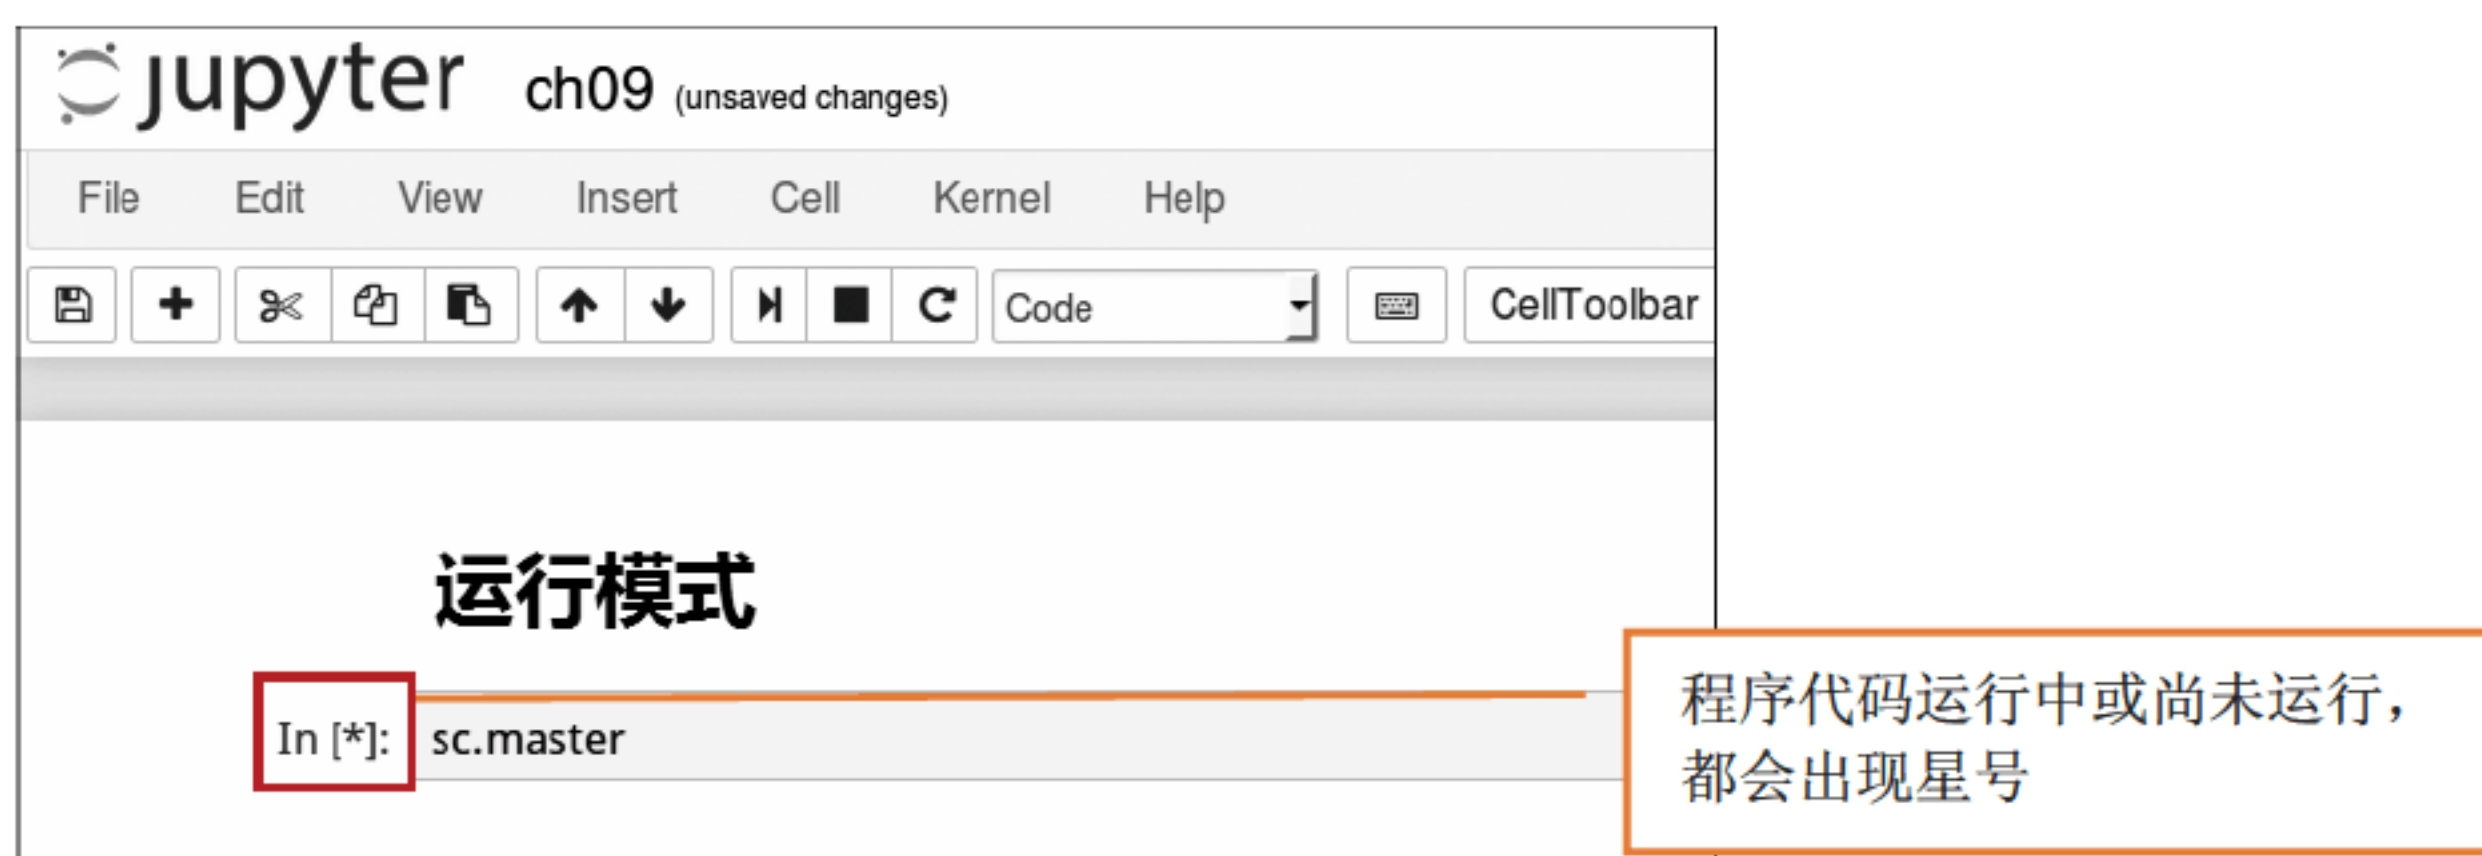 jupyter ch09 (unsaved changes)
File Edit View Insert Cell Kernel Help
Code CellToolbar
运行模式
In [*]: sc.master
程序代码运行中或尚未运行，
都会出现星号